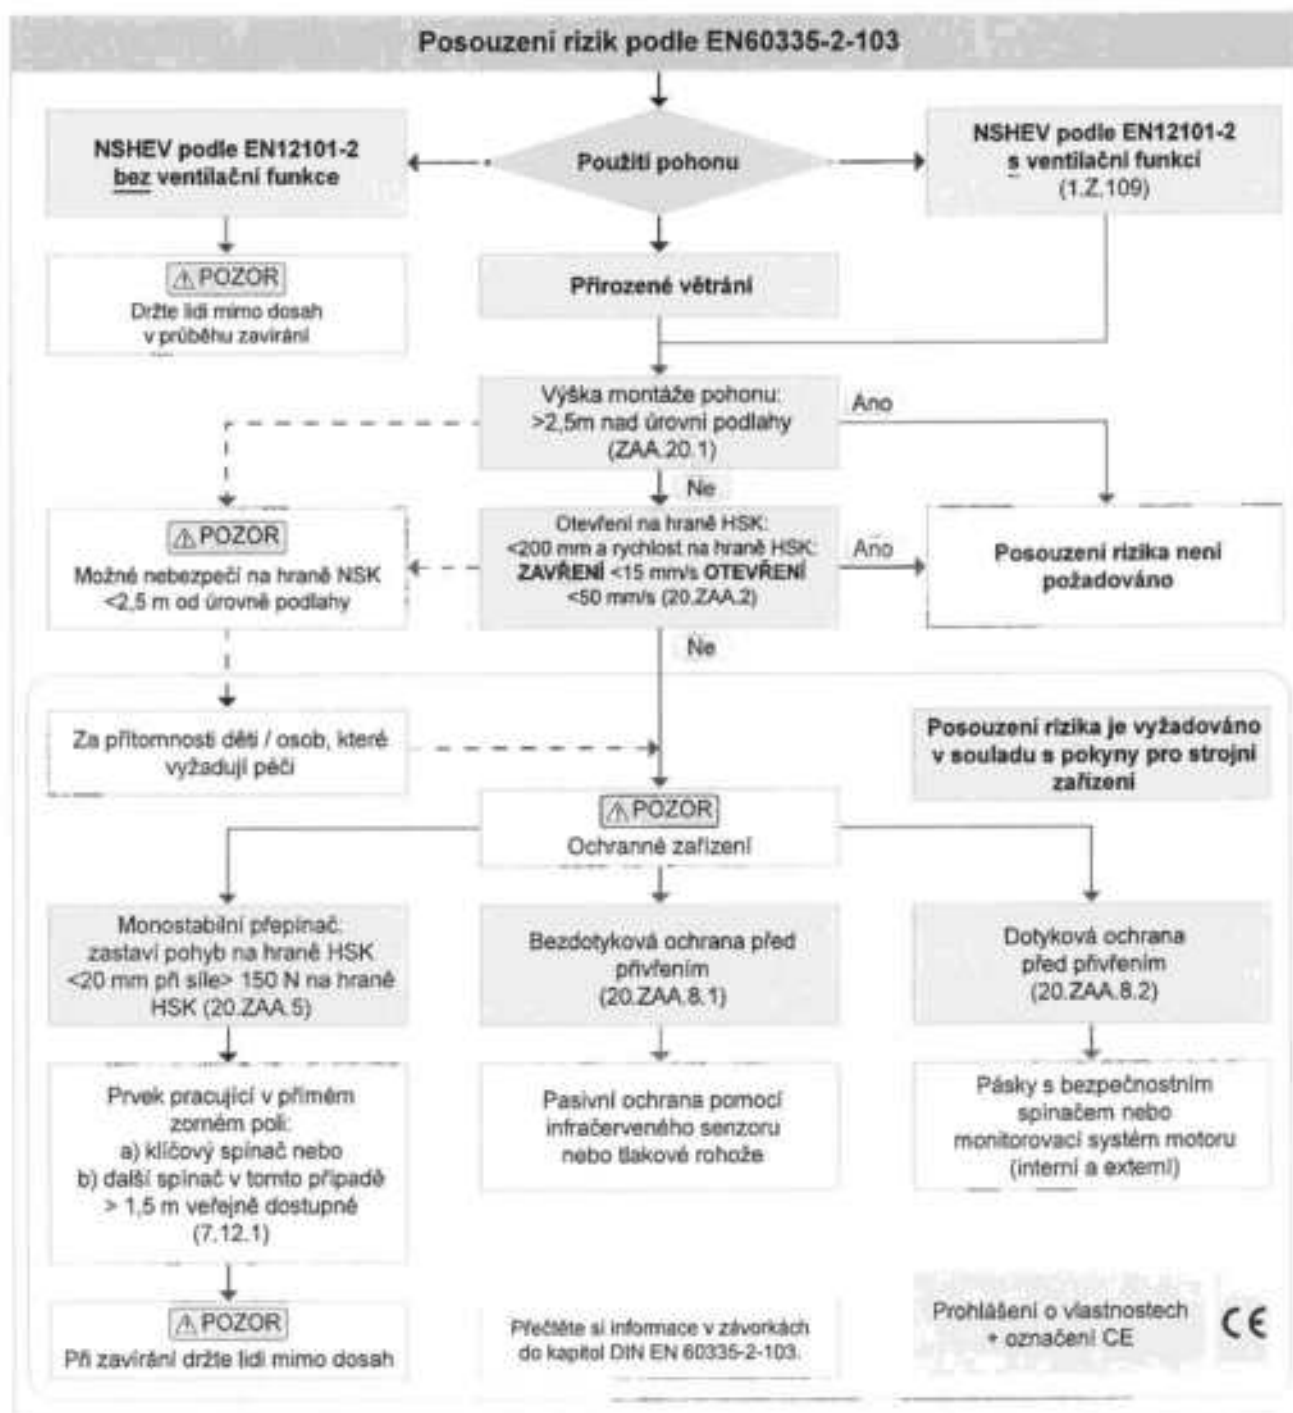 Posouzení rizik podle EN60335-2-103
NSHEV podle EN12101-2
bez ventilační funkce
Použití pohonu
NSHEV podle EN12101-2
s ventilační funkcí
(1.Z.109)
⚠ POZOR
Držte lidi mimo dosah
v průběhu zavírání
Přirozené větrání
Výška montáže pohonu:
>2,5m nad úrovní podlahy
(ZAA.20.1)
Ano
Ne
⚠ POZOR
Možné nebezpečí na hraně NSK
<2,5 m od úrovně podlahy
Otevření na hraně HSK:
<200 mm a rychlost na hraně HSK:
ZAVŘENÍ <15 mm/s OTEVŘENÍ
<50 mm/s (20.ZAA.2)
Ano
Posouzení rizika není
požadováno
Ne
Za přítomnosti dětí / osob, které
vyžadují péči
Posouzení rizika je vyžadováno
v souladu s pokyny pro strojní
zařízení
⚠ POZOR
Ochranné zařízení
Monostabilní přepínač:
zastaví pohyb na hraně HSK
<20 mm při síle> 150 N na hraně
HSK (20.ZAA.5)
Bezdotyková ochrana před
přivřením
(20.ZAA.8.1)
Dotyková ochrana
před přivřením
(20.ZAA.8.2)
Prvek pracující v přímém
zorném poli:
a) klíčový spínač nebo
b) další spínač v tomto případě
> 1,5 m veřejně dostupné
(7.12.1)
Pasivní ochrana pomocí
infračerveného senzoru
nebo tlakové rohože
Pásky s bezpečnostním
spínačem nebo
monitorovací systém motoru
(interní a externí)
⚠ POZOR
Při zavírání držte lidi mimo dosah
Přečtěte si informace v závorkách
do kapitol DIN EN 60335-2-103.
Prohlášení o vlastnostech
+ označení CE
CE